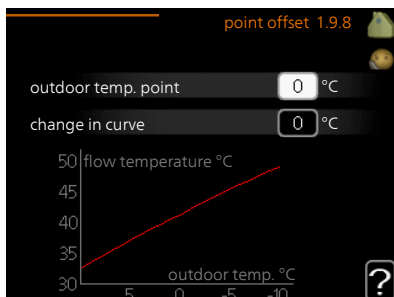 point offset 1.9.8
outdoor temp. point 0 °C
change in curve 0 °C
50 flow temperature °C
45
40
35
30
outdoor temp. °C
5 0 -5 -10
?